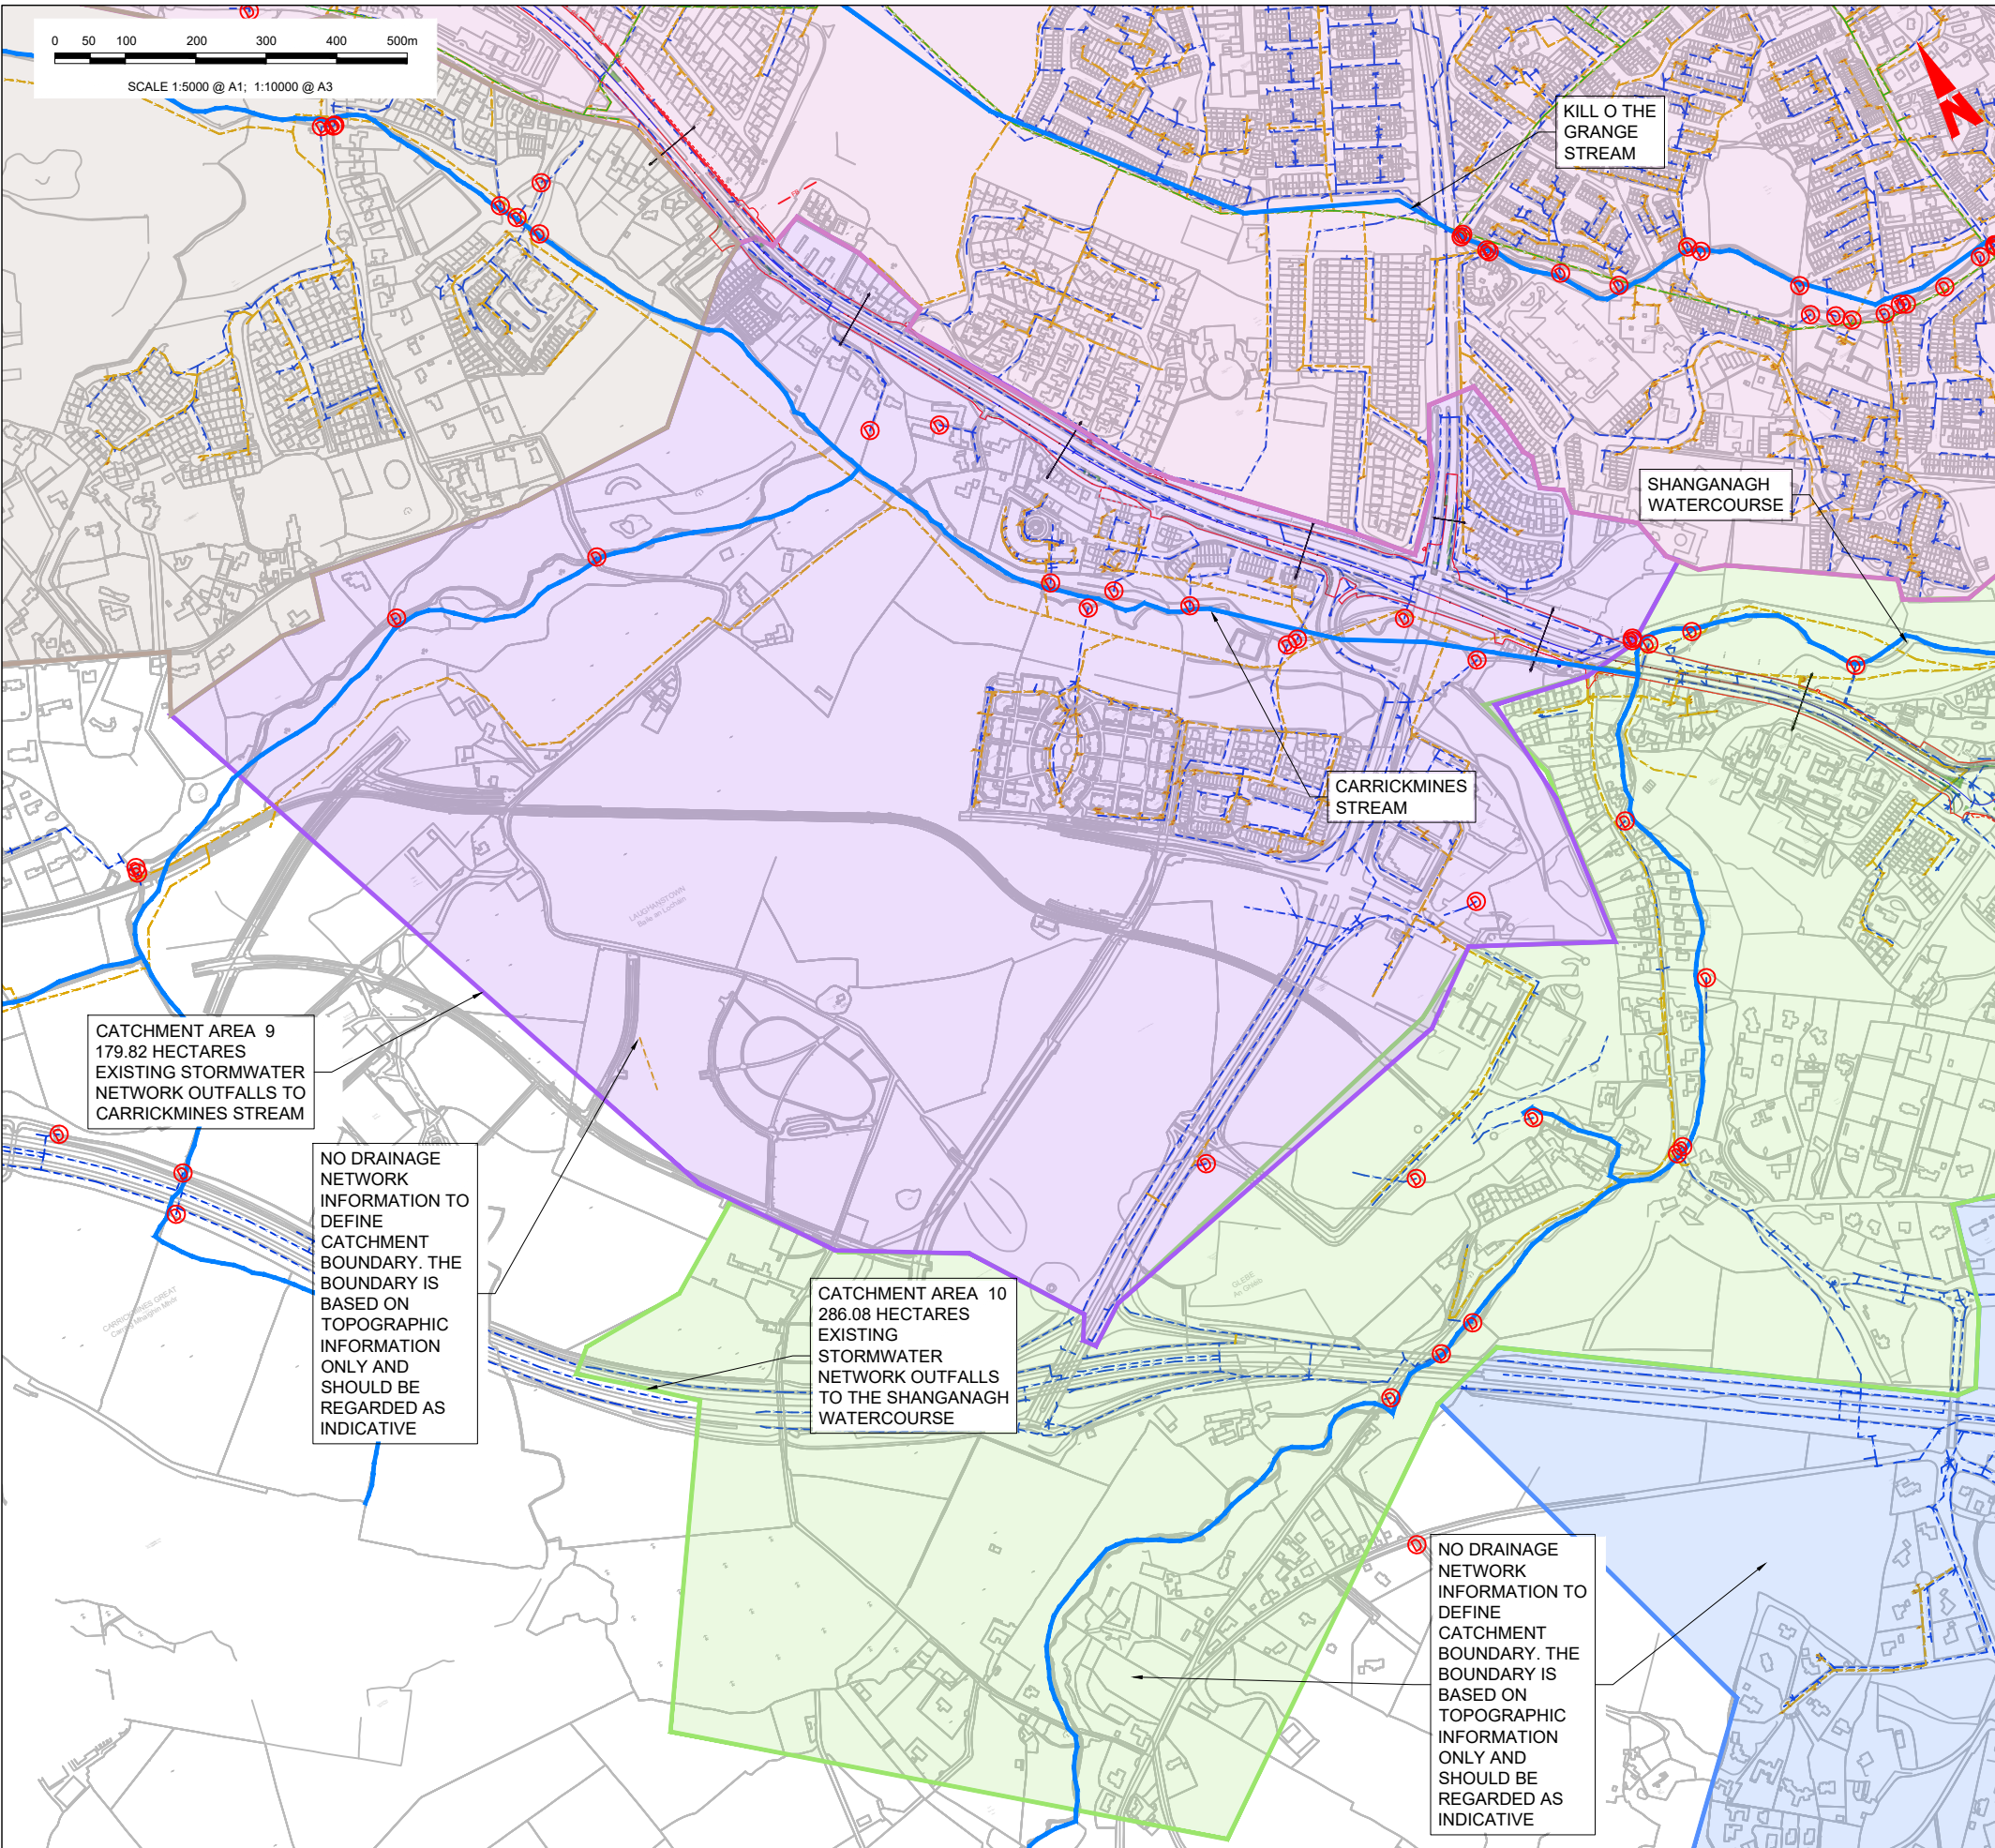 0 50 100 200 300 400 500m
SCALE 1:5000 @ A1; 1:10000 @ A3
KILL O THE
GRANGE
STREAM
SHANGANAGH
WATERCOURSE
CARRICKMINES
STREAM
LAUGHANSTOWN
CATCHMENT AREA 9
179.82 HECTARES
EXISTING STORMWATER
NETWORK OUTFALLS TO
CARRICKMINES STREAM
NO DRAINAGE
NETWORK
INFORMATION TO
DEFINE
CATCHMENT
BOUNDARY. THE
BOUNDARY IS
BASED ON
TOPOGRAPHIC
INFORMATION
ONLY AND
SHOULD BE
REGARDED AS
INDICATIVE
CARRICKMINES GREAT
CATCHMENT AREA 10
286.08 HECTARES
EXISTING
STORMWATER
NETWORK OUTFALLS
TO THE SHANGANAGH
WATERCOURSE
GLEBE
NO DRAINAGE
NETWORK
INFORMATION TO
DEFINE
CATCHMENT
BOUNDARY. THE
BOUNDARY IS
BASED ON
TOPOGRAPHIC
INFORMATION
ONLY AND
SHOULD BE
REGARDED AS
INDICATIVE